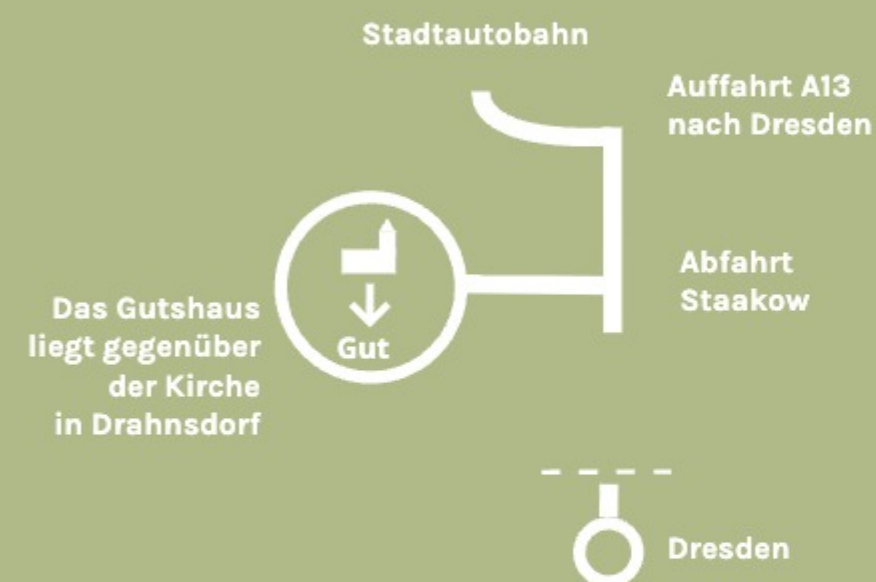 Stadtautobahn
Auffahrt A13
nach Dresden
Abfahrt
Staakow
Das Gutshaus
liegt gegenüber
der Kirche
in Drahnsdorf
Gut
Dresden